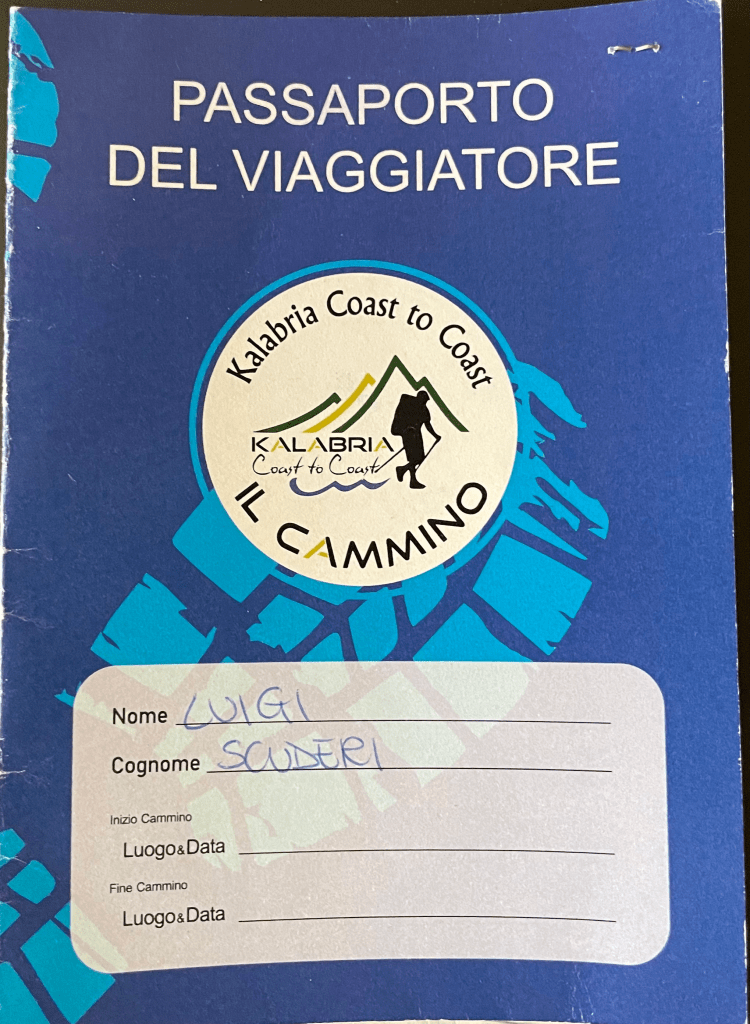 PASSAPORTO
DEL VIAGGIATORE
Kalabria Coast to Coast
KALABRIA
Coast to Coast
IL CAMMINO
Nome LUIGI
Cognome SCUDERI
Inizio Cammino
Luogo&Data
Fine Cammino
Luogo&Data